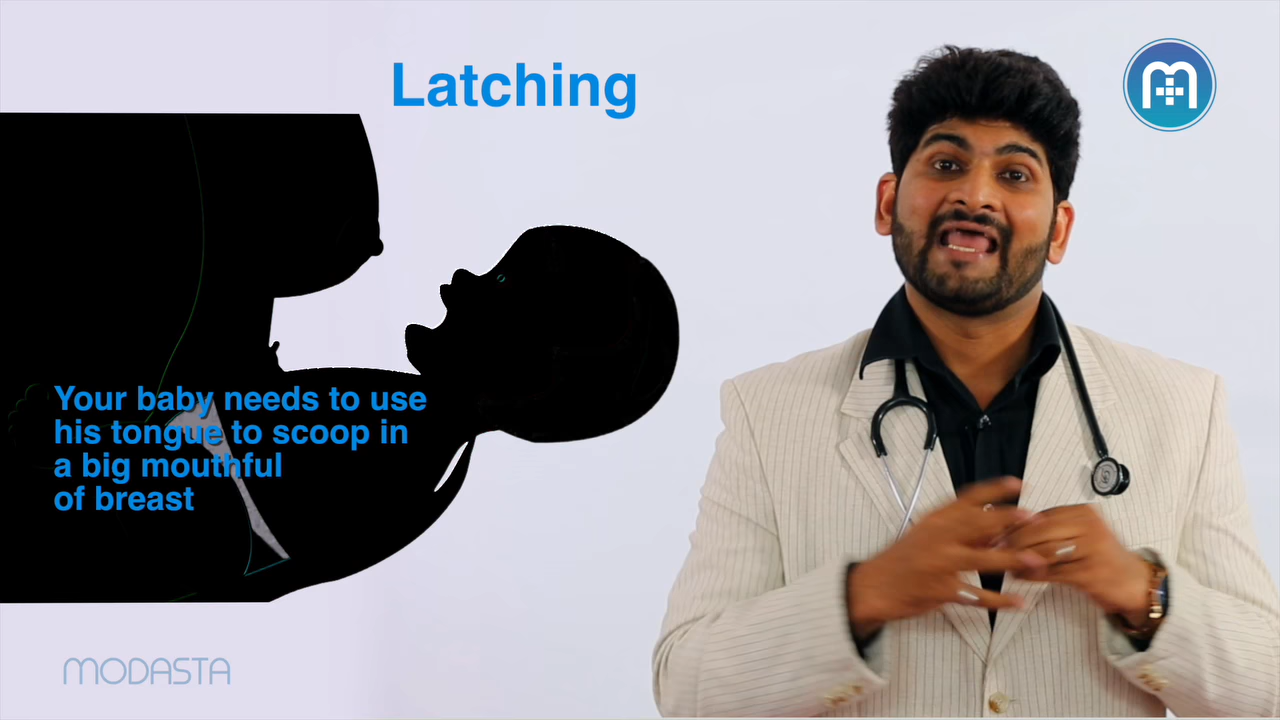 Latching
Your baby needs to use
his tongue to scoop in
a big mouthful
of breast
MODASTA